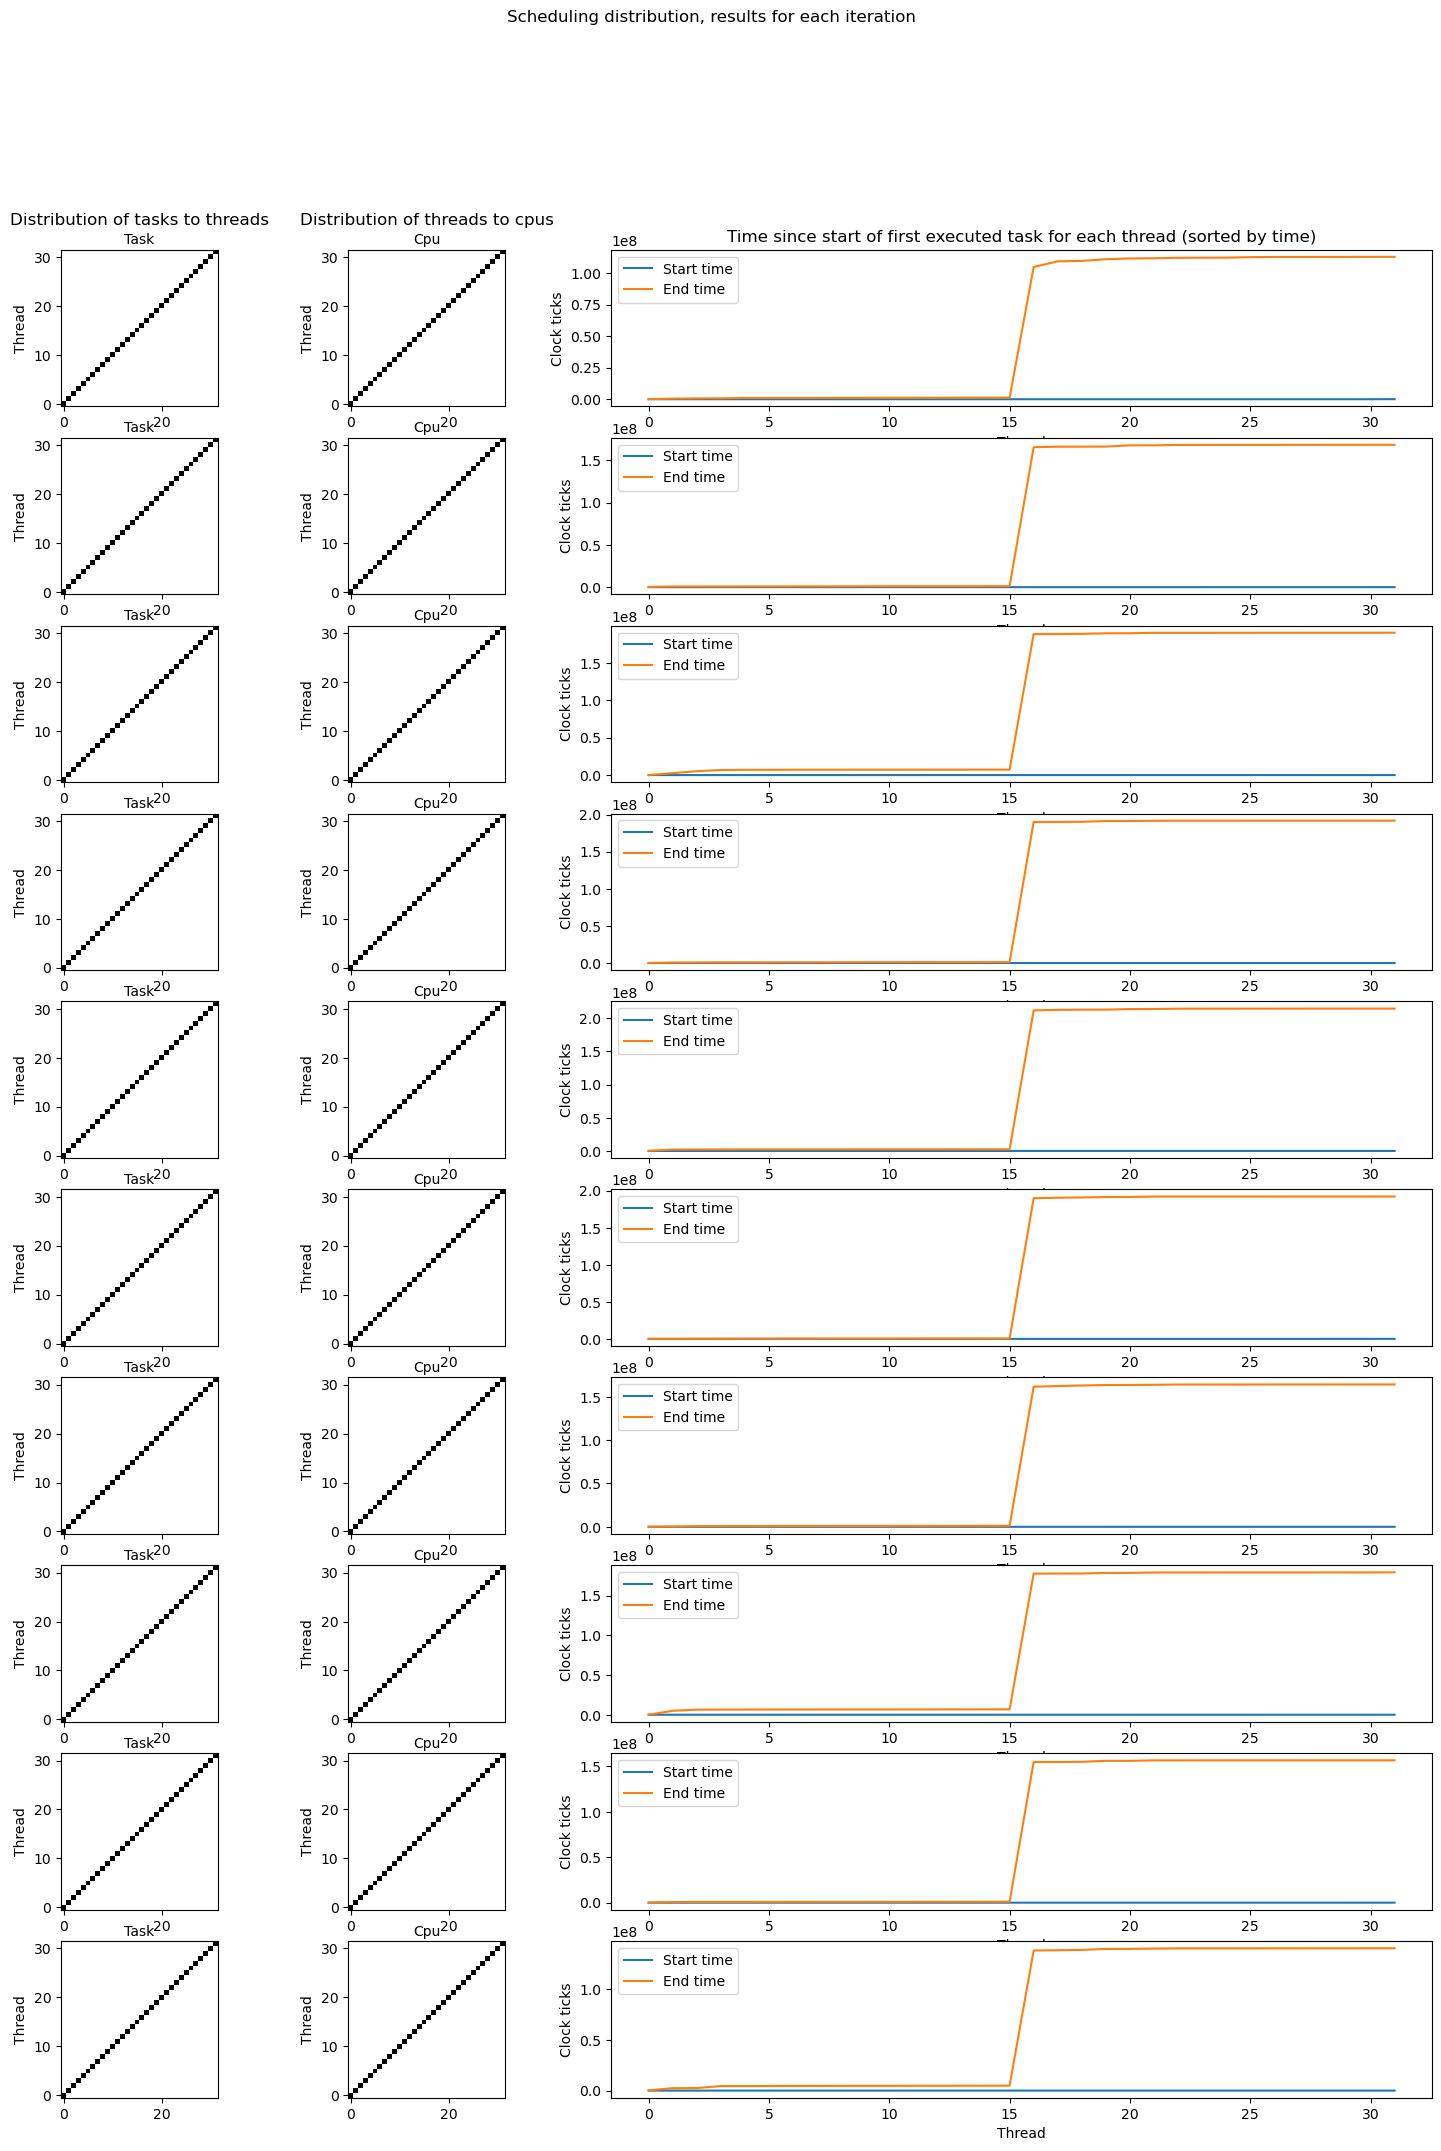 Scheduling distribution, results for each iteration
Distribution of tasks to threads
Distribution of threads to cpus
Time since start of first executed task for each thread (sorted by time)
Task
Thread
30
20
10
0
0 20
Cpu
Thread
30
20
10
0
0 20
1e8
Clock ticks
1.00
0.75
0.50
0.25
0.00
Start time
End time
0 5 10 15 20 25 30
Task
Thread
30
20
10
0
0 20
Cpu
Thread
30
20
10
0
0 20
1e8
Clock ticks
1.5
1.0
0.5
0.0
Start time
End time
0 5 10 15 20 25 30
Task
Thread
30
20
10
0
0 20
Cpu
Thread
30
20
10
0
0 20
1e8
Clock ticks
1.5
1.0
0.5
0.0
Start time
End time
0 5 10 15 20 25 30
Task
Thread
30
20
10
0
0 20
Cpu
Thread
30
20
10
0
0 20
1e8
Clock ticks
2.0
1.5
1.0
0.5
0.0
Start time
End time
0 5 10 15 20 25 30
Task
Thread
30
20
10
0
0 20
Cpu
Thread
30
20
10
0
0 20
1e8
Clock ticks
2.0
1.5
1.0
0.5
0.0
Start time
End time
0 5 10 15 20 25 30
Task
Thread
30
20
10
0
0 20
Cpu
Thread
30
20
10
0
0 20
1e8
Clock ticks
2.0
1.5
1.0
0.5
0.0
Start time
End time
0 5 10 15 20 25 30
Task
Thread
30
20
10
0
0 20
Cpu
Thread
30
20
10
0
0 20
1e8
Clock ticks
1.5
1.0
0.5
0.0
Start time
End time
0 5 10 15 20 25 30
Task
Thread
30
20
10
0
0 20
Cpu
Thread
30
20
10
0
0 20
1e8
Clock ticks
1.5
1.0
0.5
0.0
Start time
End time
0 5 10 15 20 25 30
Task
Thread
30
20
10
0
0 20
Cpu
Thread
30
20
10
0
0 20
1e8
Clock ticks
1.5
1.0
0.5
0.0
Start time
End time
0 5 10 15 20 25 30
Task
Thread
30
20
10
0
0 20
Cpu
Thread
30
20
10
0
0 20
1e8
Clock ticks
1.0
0.5
0.0
Start time
End time
0 5 10 15 20 25 30
Thread